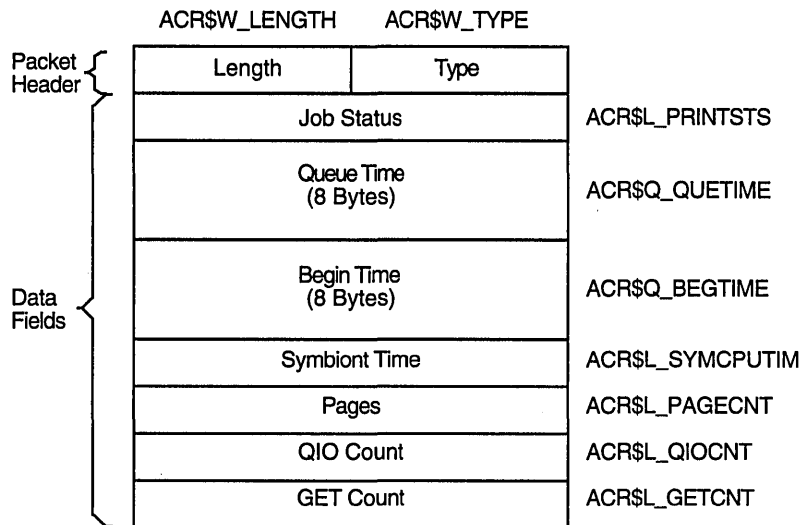 ACR$W_LENGTH ACR$W_TYPE
Packet Header
Length Type
Job Status ACR$L_PRINTSTS
Queue Time
(8 Bytes)
ACR$Q_QUETIME
Begin Time
(8 Bytes)
ACR$Q_BEGTIME
Data
Fields
Symbiont Time ACR$L_SYMCPUTIM
Pages ACR$L_PAGECNT
QIO Count ACR$L_QIOCNT
GET Count ACR$L_GETCNT